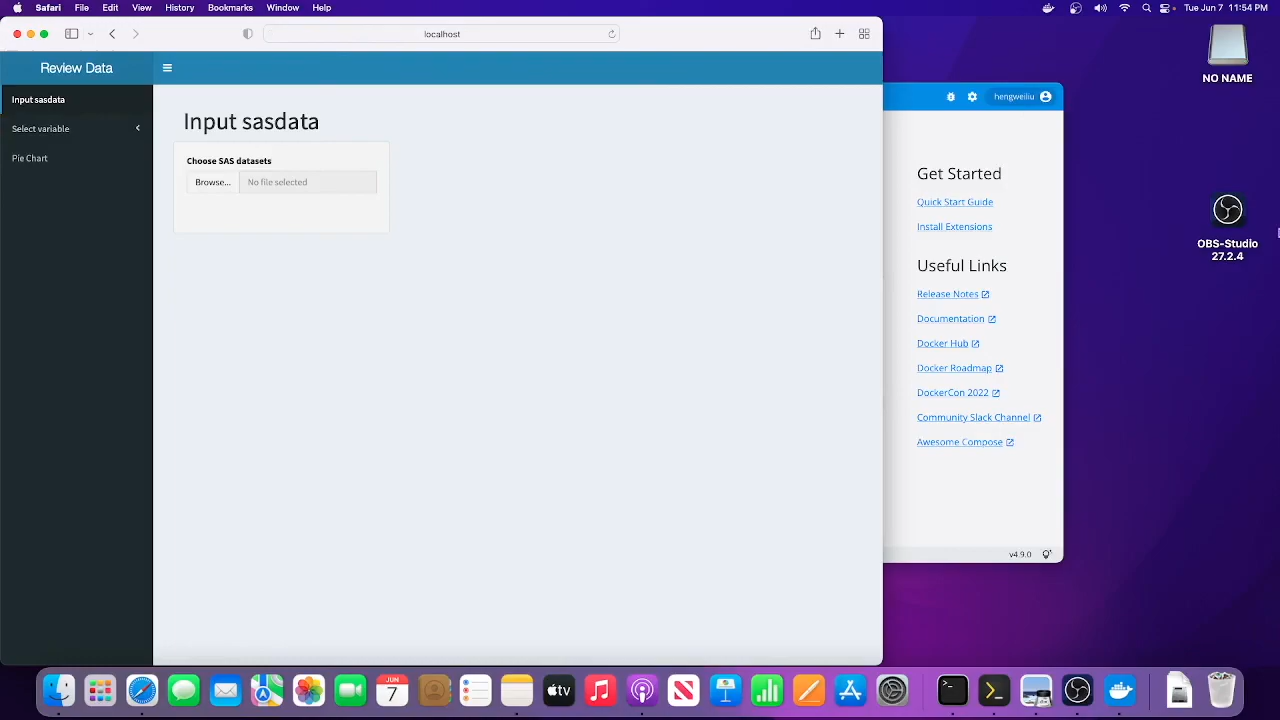 Safari File Edit View History Bookmarks Window Help Tue Jun 7 11:54 PM
localhost
Review Data
Input sasdata
Select variable
Pie Chart
Input sasdata
Choose SAS datasets
Browse... No file selected
hengweiliu
Get Started
Quick Start Guide
Install Extensions
Useful Links
Release Notes
Documentation
Docker Hub
Docker Roadmap
DockerCon 2022
Community Slack Channel
Awesome Compose
v4.9.0
NO NAME
OBS-Studio
27.2.4
JUN
7
tv